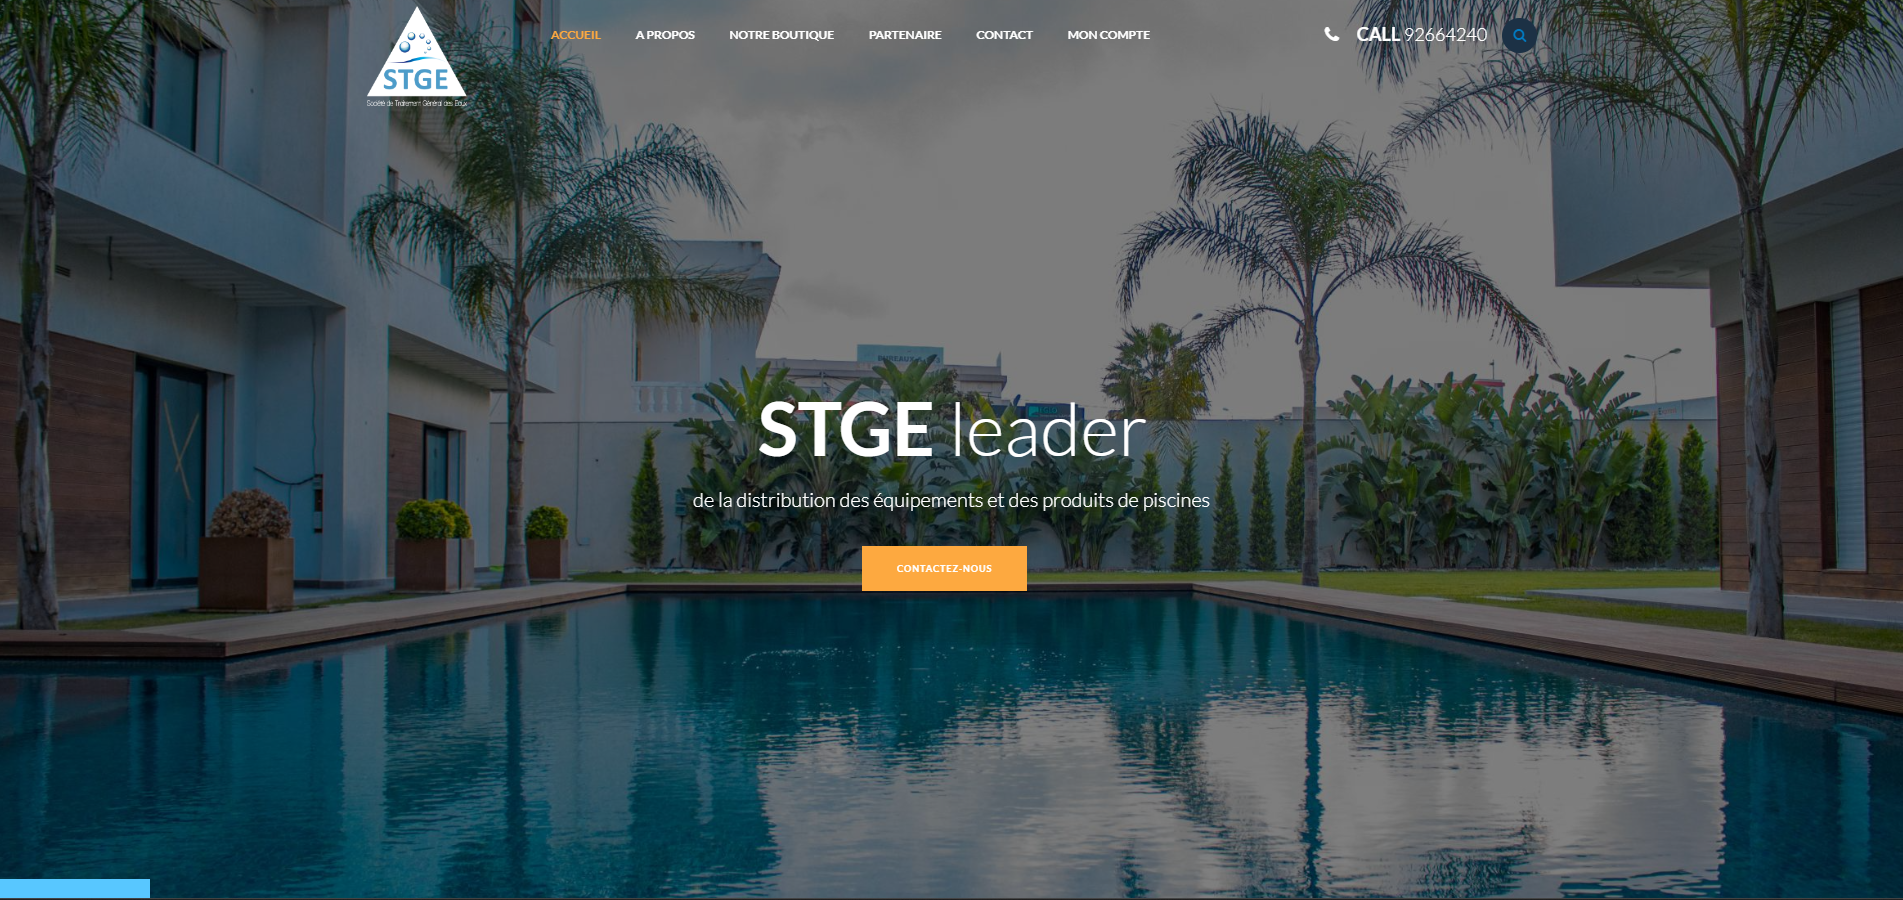 STGE
Société de Traitement Général des Eaux
ACCUEIL
A PROPOS
NOTRE BOUTIQUE
PARTENAIRE
CONTACT
MON COMPTE
CALL 92664240
STGE leader
de la distribution des équipements et des produits de piscines
CONTACTEZ-NOUS